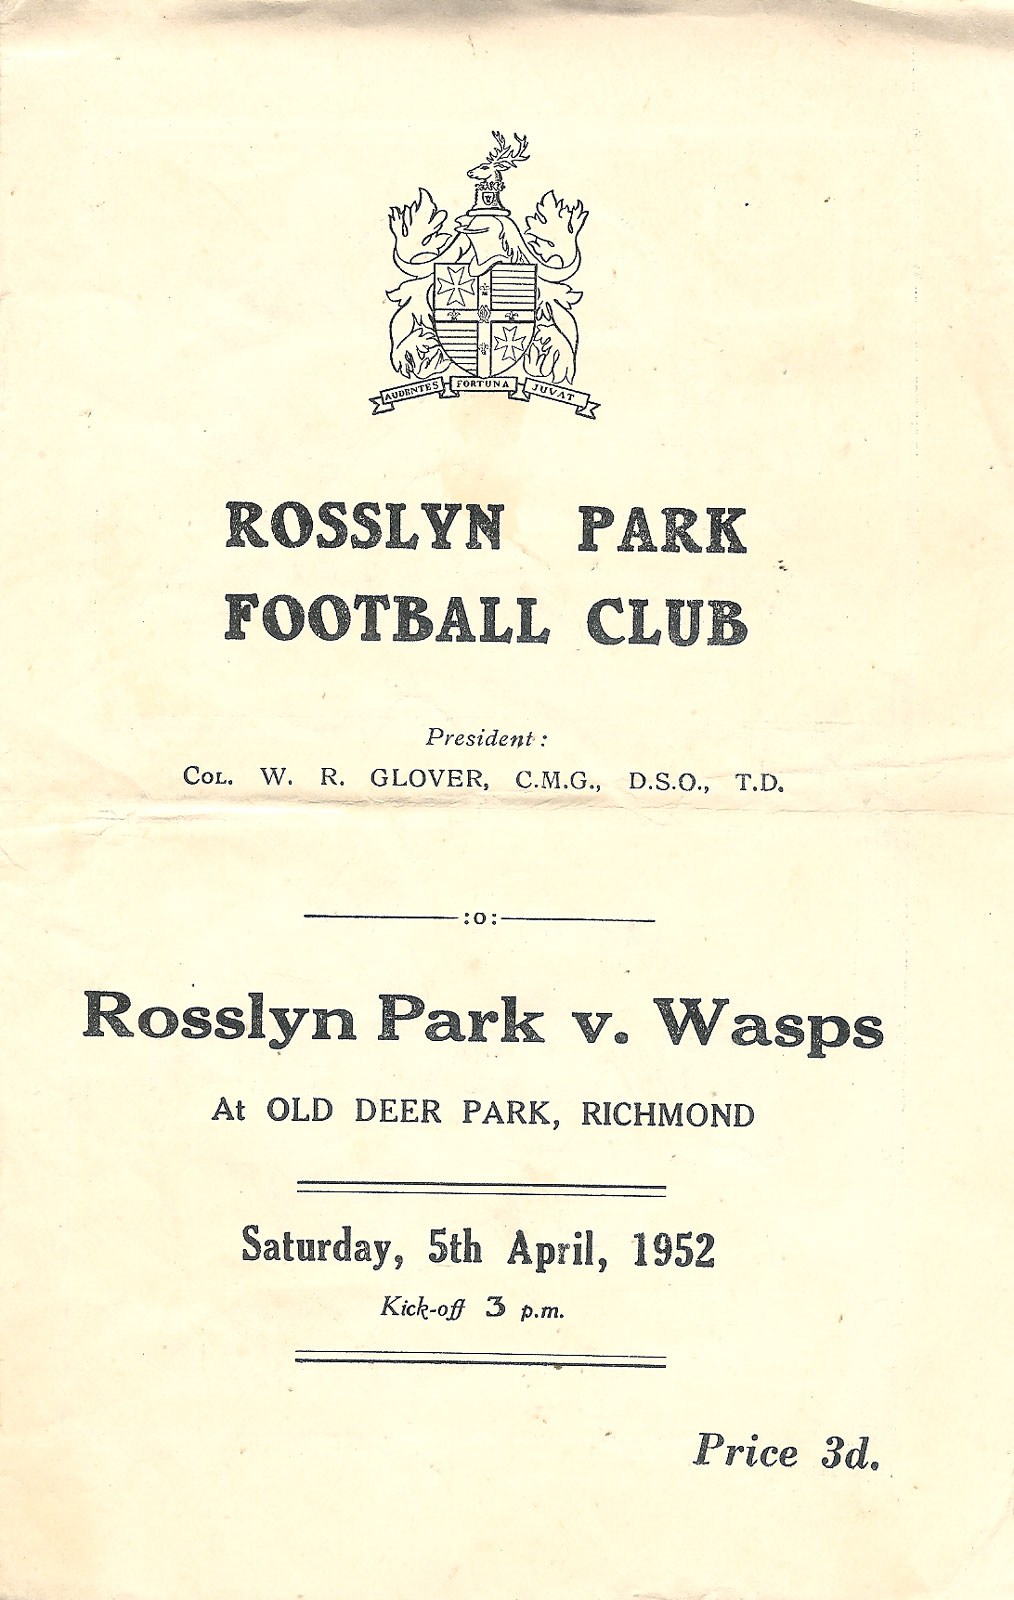 AUDENTES FORTUNA JUVAT
ROSSLYN PARK
FOOTBALL CLUB
President :
COL. W. R. GLOVER, C.M.G., D.S.O., T.D.
:o:
Rosslyn Park v. Wasps
At OLD DEER PARK, RICHMOND
Saturday, 5th April, 1952
Kick-off 3 p.m.
Price 3d.